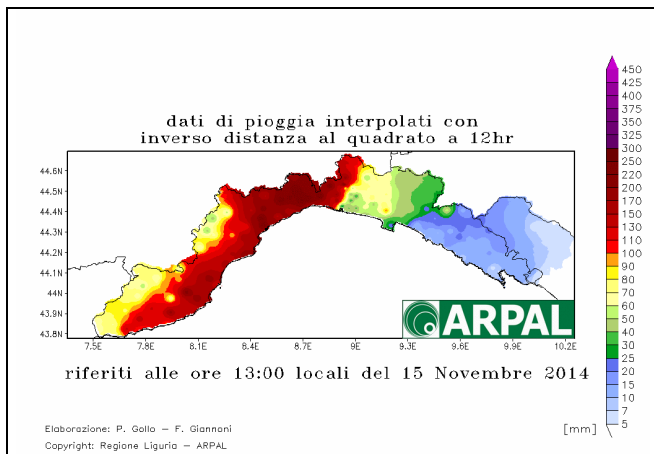 dati di pioggia interpolati con
inverso distanza al quadrato a 12hr
450
425
400
375
350
325
300
250
200
170
150
130
110
100
90
80
70
60
50
40
30
25
20
15
10
7
5
[mm]
44.6N
44.5N
44.4N
44.3N
44.2N
44.1N
44N
43.9N
43.8N
7.5E 7.8E 8.1E 8.4E 8.7E 9E 9.3E 9.6E 9.9E 10.2E
ARPAL
riferiti alle ore 13:00 locali del 15 Novembre 2014
Elaborazione: P. Gollo – F. Giannoni
Copyright: Regione Liguria – ARPAL